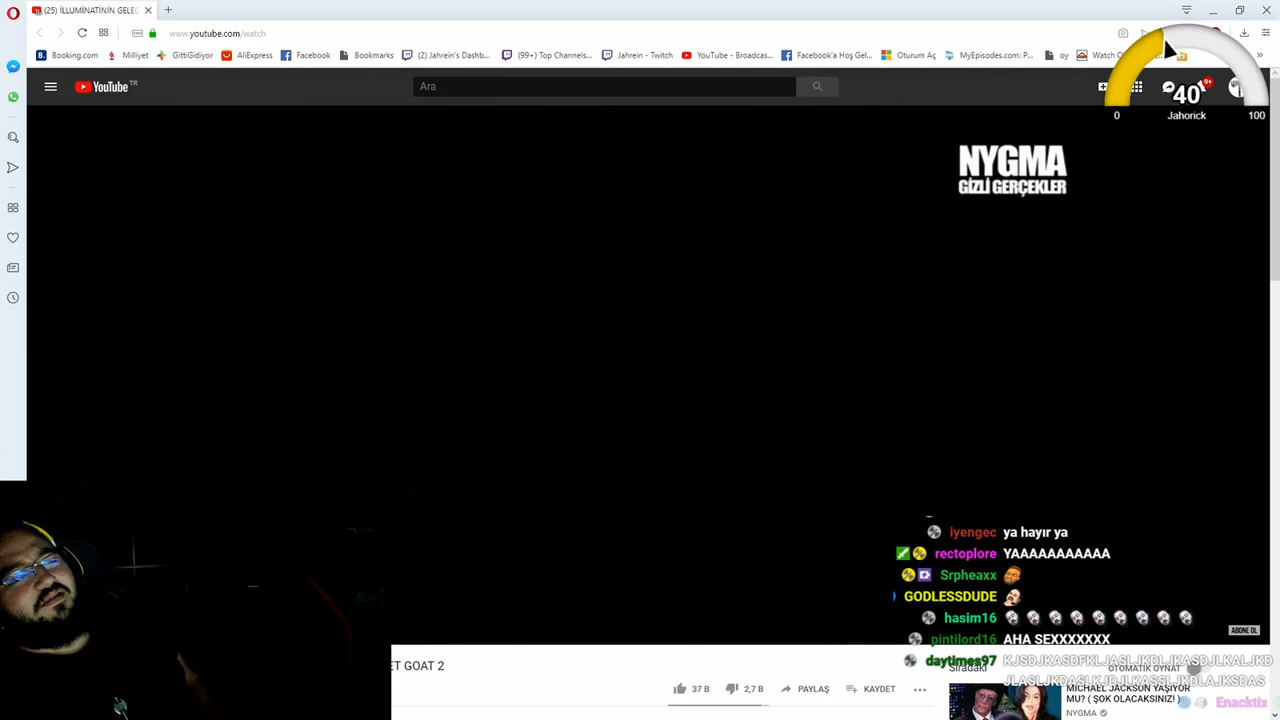 (25) İLLUMİNATİNİN GELEC
www.youtube.com/watch
Booking.com Milliyet GittiGidiyor AliExpress Facebook Bookmarks (2) Jahrein's Dashb... (99+) Top Channels... Jahrein - Twitch YouTube - Broadcas... Facebook'a Hoş Gel... Oturum Aç MyEpisodes.com: P... oy Watch O
YouTube TR
Ara
9+
40
0 Jahorick 100
NYGMA
GİZLİ GERÇEKLER
iyengec ya hayır ya
rectoplore YAAAAAAAAAAA
Srpheaxx
GODLESSDUDE
hasim16
pintilord16 AHA SEXXXXXXX
ABONE OL
daytimes97
ET GOAT 2
Sıradaki
OTOMATİK OYNAT
37 B 2,7 B PAYLAŞ KAYDET
MICHAEL JACKSON YAŞIYOR
MU? ( ŞOK OLACAKSINIZ! )
NYGMA
Enacktix